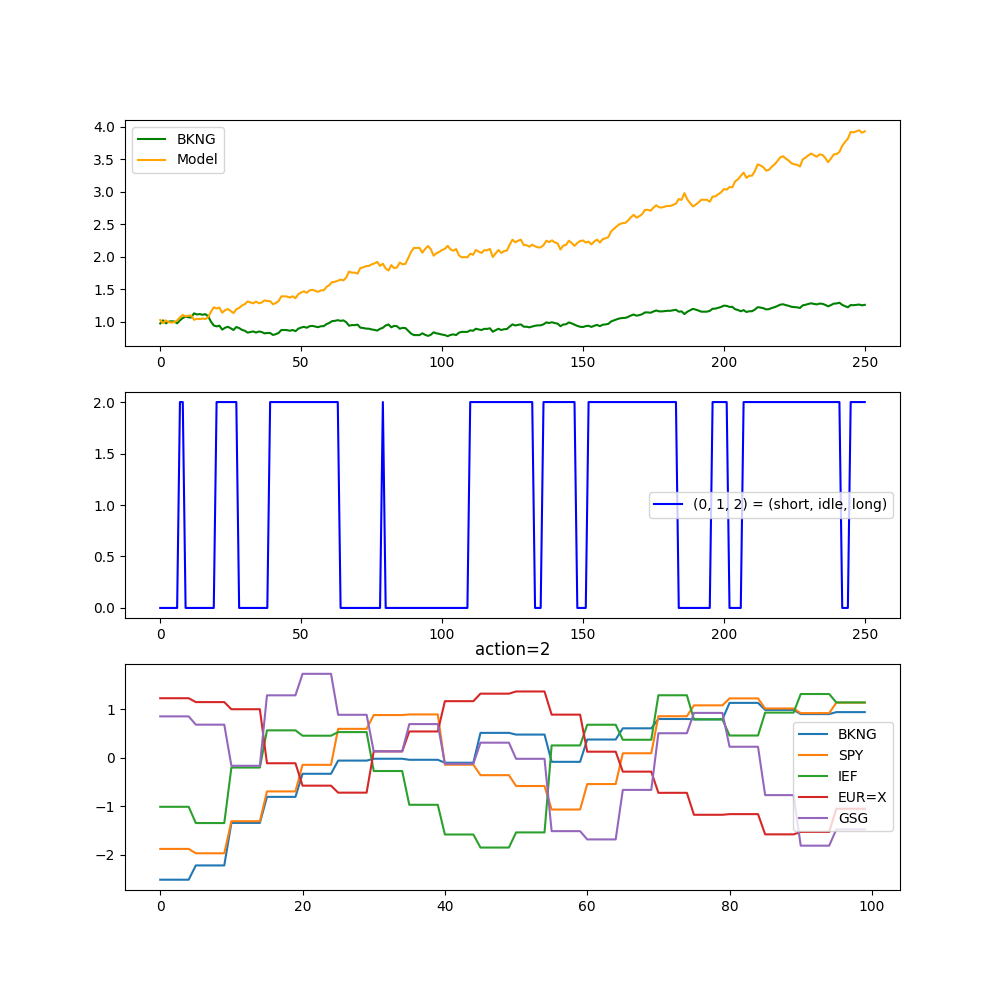 4.0
3.5
3.0
2.5
2.0
1.5
1.0
BKNG
Model
0 50 100 150 200 250
2.0
1.5
1.0
0.5
0.0
(0, 1, 2) = (short, idle, long)
0 50 100 150 200 250
action=2
1
0
−1
−2
BKNG
SPY
IEF
EUR=X
GSG
0 20 40 60 80 100